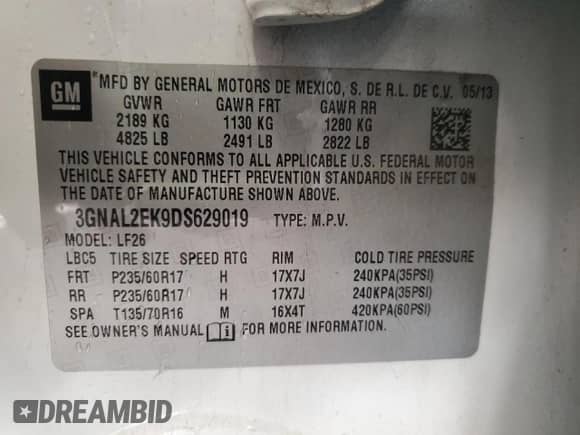 GM
*MFD BY GENERAL MOTORS DE MEXICO, S. DE R.L. DE C.V. 05/13
GVWR GAWR FRT GAWR RR
2189 KG 1130 KG 1280 KG
4825 LB 2491 LB 2822 LB
THIS VEHICLE CONFORMS TO ALL APPLICABLE U.S. FEDERAL MOTOR
VEHICLE SAFETY AND THEFT PREVENTION STANDARDS IN EFFECT ON
THE DATE OF MANUFACTURE SHOWN ABOVE.
3GNAL2EK9DS629019 TYPE: M.P.V.
MODEL: LF26
LBC5 TIRE SIZE SPEED RTG RIM COLD TIRE PRESSURE
FRT P235/60R17 H 17X7J 240KPA(35PSI)
RR P235/60R17 H 17X7J 240KPA(35PSI)
SPA T135/70R16 M 16X4T 420KPA(60PSI)
SEE OWNER'S MANUAL i FOR MORE INFORMATION.
DREAMBID